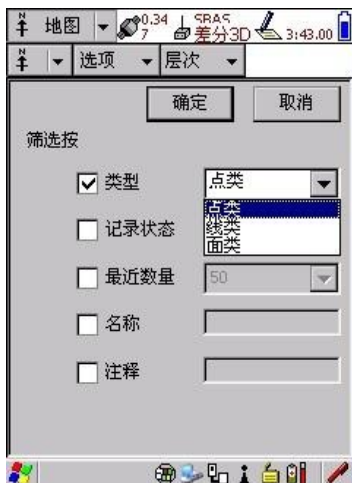 N 地图 0.34 7 SBAS 差分3D 3:43.00
N 选项 层次
确定 取消
筛选按
类型 点类
点类
线类
面类
记录状态
最近数量 50
名称
注释